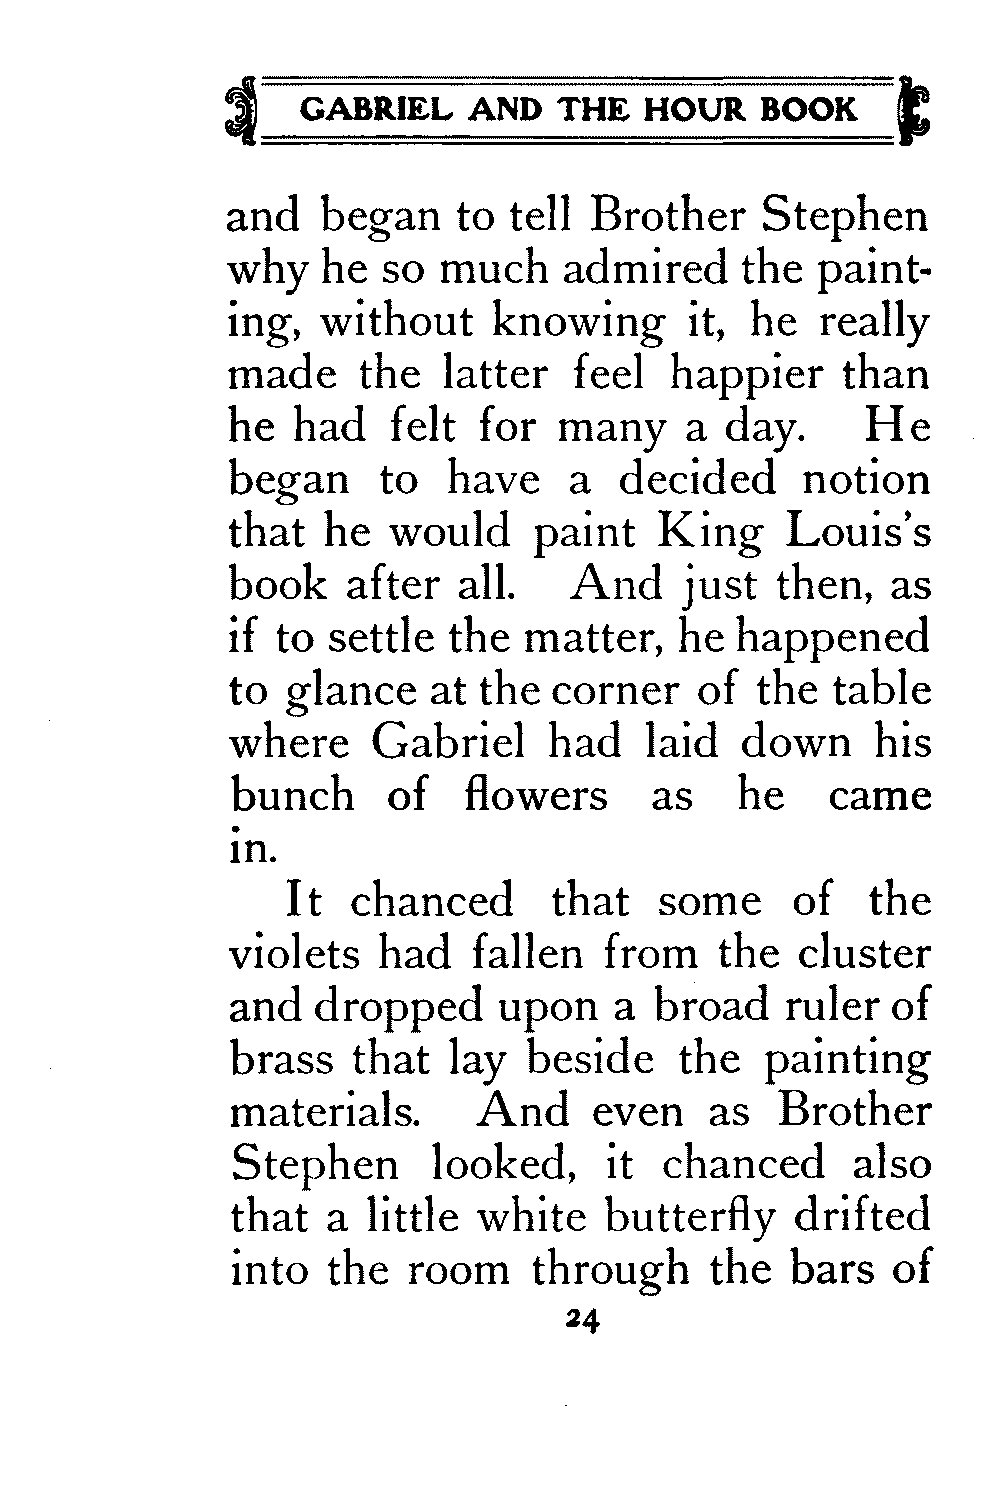 GABRIEL AND THE HOUR BOOK
and began to tell Brother Stephen
why he so much admired the paint-
ing, without knowing it, he really
made the latter feel happier than
he had felt for many a day. He
began to have a decided notion
that he would paint King Louis's
book after all. And just then, as
if to settle the matter, he happened
to glance at the corner of the table
where Gabriel had laid down his
bunch of flowers as he came
in.
It chanced that some of the
violets had fallen from the cluster
and dropped upon a broad ruler of
brass that lay beside the painting
materials. And even as Brother
Stephen looked, it chanced also
that a little white butterfly drifted
into the room through the bars of
24